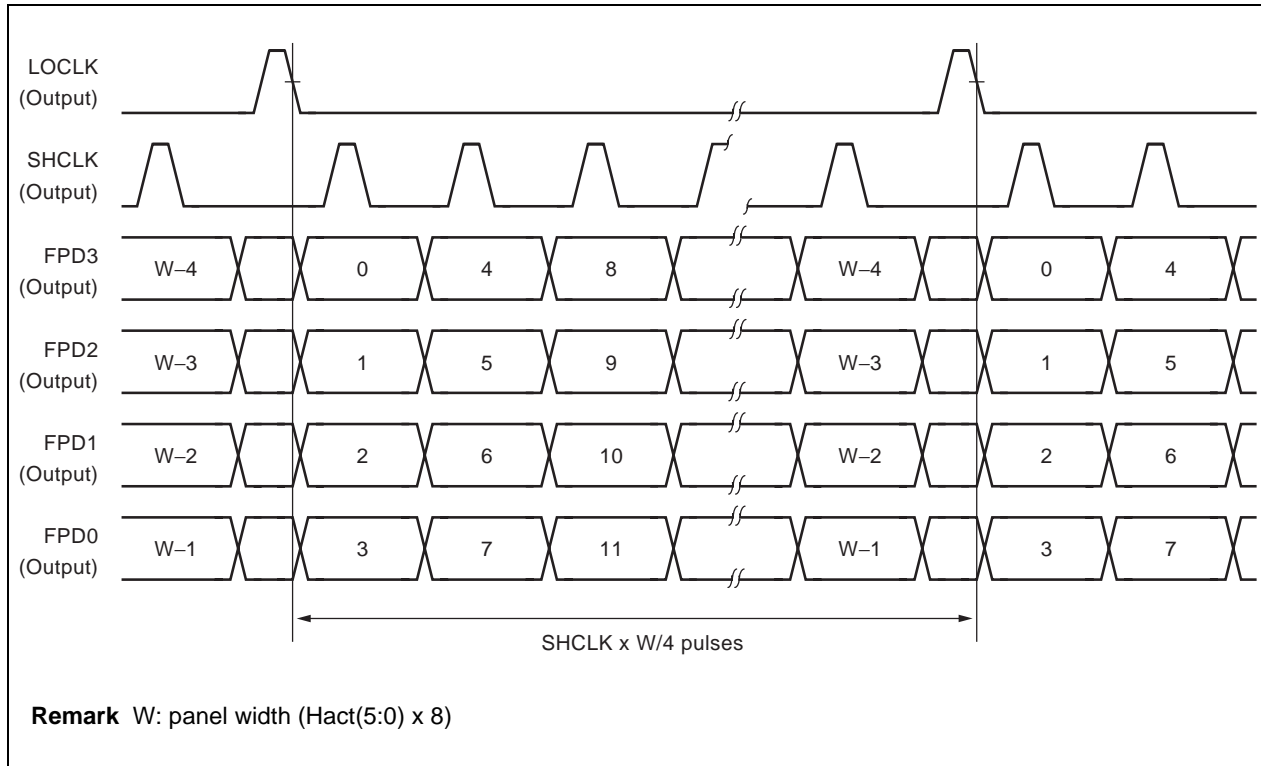 LOCLK
(Output)
SHCLK
(Output)
FPD3
(Output)
W–4 0 4 8 W–4 0 4
FPD2
(Output)
W–3 1 5 9 W–3 1 5
FPD1
(Output)
W–2 2 6 10 W–2 2 6
FPD0
(Output)
W–1 3 7 11 W–1 3 7
SHCLK x W/4 pulses
Remark W: panel width (Hact(5:0) x 8)